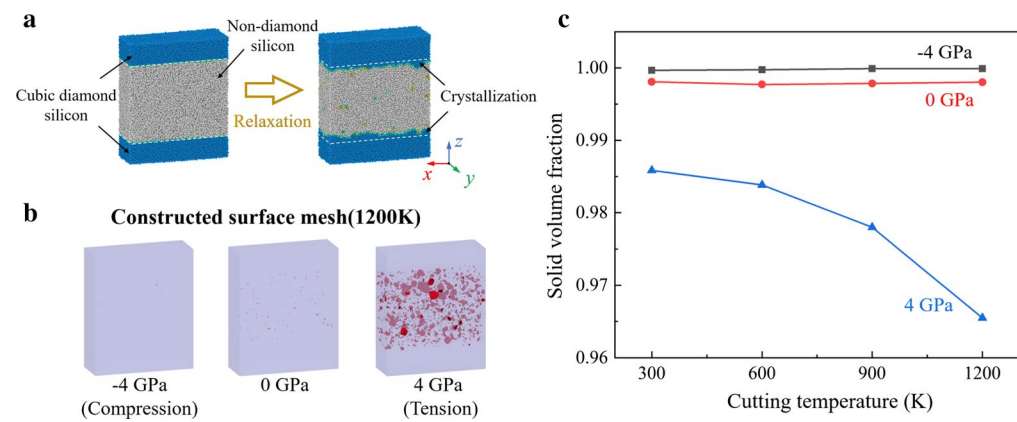 a
Non-diamond
silicon
Cubic diamond
silicon
Relaxation
Crystallization
z
x
y
b
Constructed surface mesh(1200K)
-4 GPa
(Compression)
0 GPa
4 GPa
(Tension)
c
Solid volume fraction
1.00
0.99
0.98
0.97
0.96
-4 GPa
0 GPa
4 GPa
300
600
900
1200
Cutting temperature (K)